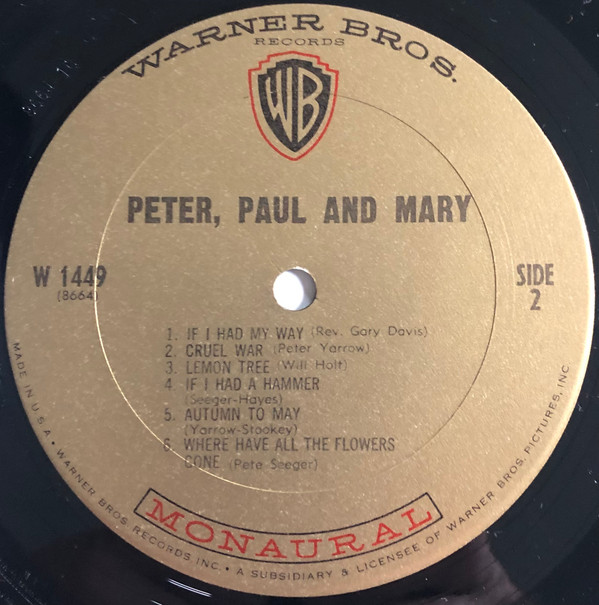 WARNER BROS.
RECORDS
WB
PETER, PAUL AND MARY
W 1449
(8664)
SIDE
2
1. IF I HAD MY WAY (Rev. Gary Davis)
2. CRUEL WAR (Peter Yarrow)
3. LEMON TREE (Will Holt)
4. IF I HAD A HAMMER
(Seeger-Hayes)
5. AUTUMN TO MAY
(Yarrow-Stookey)
6. WHERE HAVE ALL THE FLOWERS
GONE (Pete Seeger)
MONAURAL
MADE IN U.S.A. • WARNER BROS. RECORDS INC. • A SUBSIDIARY & LICENSEE OF WARNER BROS. PICTURES, INC.